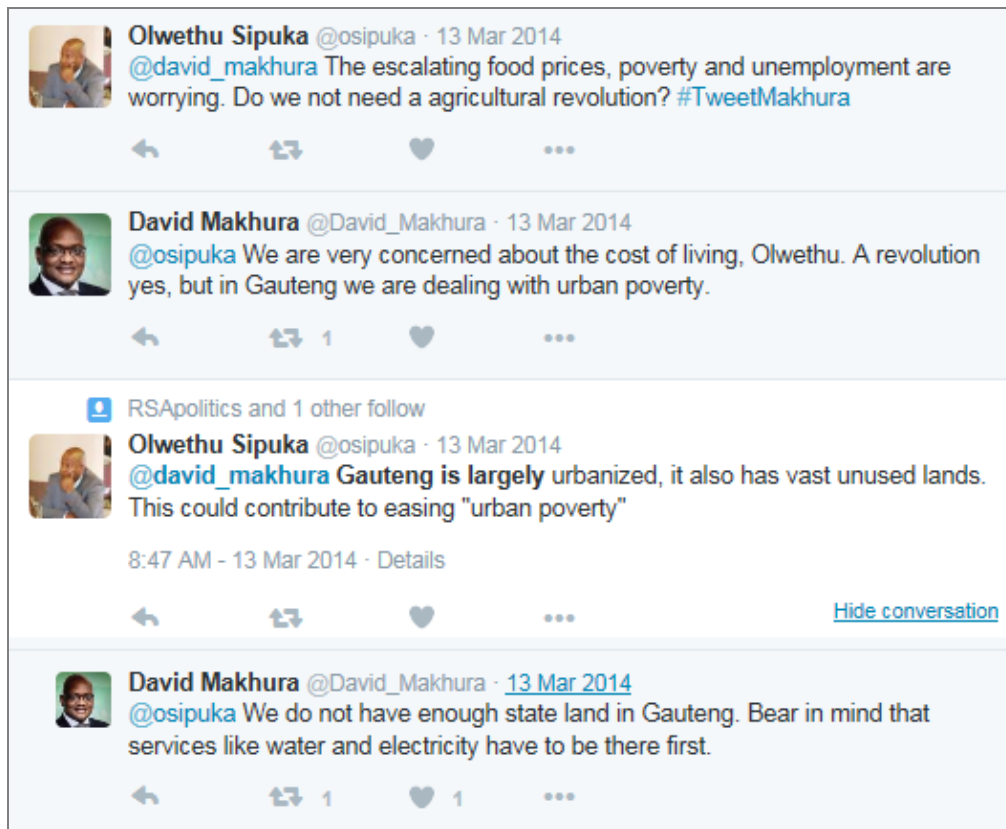 Olwethu Sipuka @osipuka · 13 Mar 2014
@david_makhura The escalating food prices, poverty and unemployment are
worrying. Do we not need a agricultural revolution? #TweetMakhura
David Makhura @David_Makhura · 13 Mar 2014
@osipuka We are very concerned about the cost of living, Olwethu. A revolution
yes, but in Gauteng we are dealing with urban poverty.
1
RSApolitics and 1 other follow
Olwethu Sipuka @osipuka · 13 Mar 2014
@david_makhura Gauteng is largely urbanized, it also has vast unused lands.
This could contribute to easing "urban poverty"
8:47 AM - 13 Mar 2014 · Details
Hide conversation
David Makhura @David_Makhura · 13 Mar 2014
@osipuka We do not have enough state land in Gauteng. Bear in mind that
services like water and electricity have to be there first.
1 1